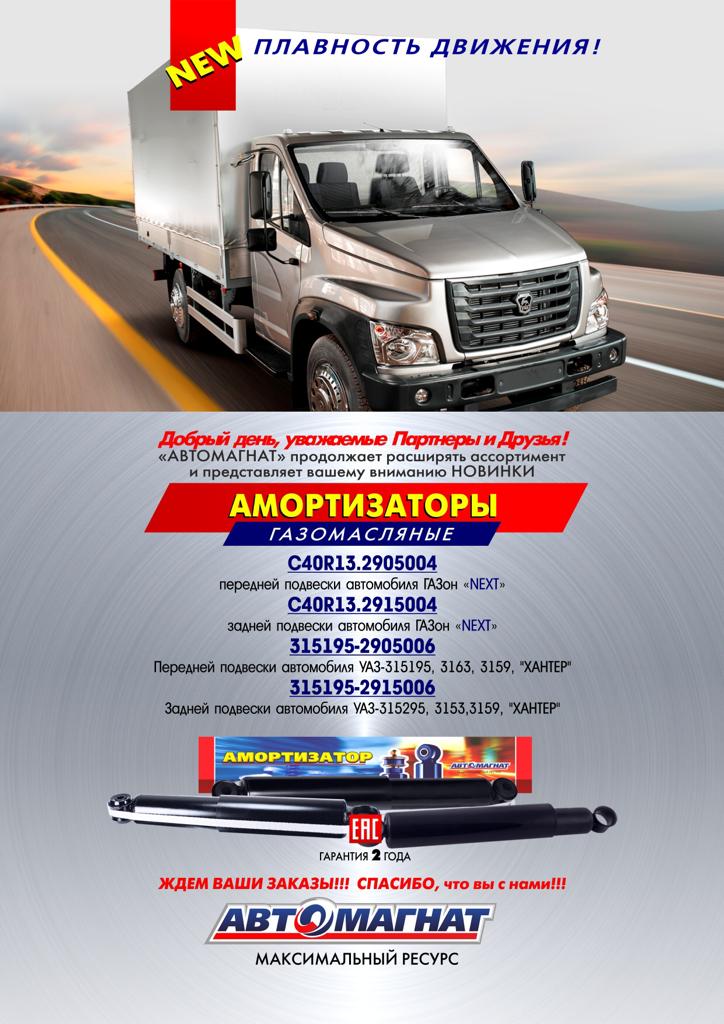 NEW
ПЛАВНОСТЬ ДВИЖЕНИЯ!
Добрый день, уважаемые Партнеры и Друзья!
«АВТОМАГНАТ» продолжает расширять ассортимент
и представляет вашему вниманию НОВИНКИ
АМОРТИЗАТОРЫ
ГАЗОМАСЛЯНЫЕ
C40R13.2905004
передней подвески автомобиля ГАЗон «NEXT»
C40R13.2915004
задней подвески автомобиля ГАЗон «NEXT»
315195-2905006
Передней подвески автомобиля УАЗ-315195, 3163, 3159, "ХАНТЕР"
315195-2915006
Задней подвески автомобиля УАЗ-315295, 3153,3159, "ХАНТЕР"
АМОРТИЗАТОР
АВТОМАГНАТ
EAC
ГАРАНТИЯ 2 ГОДА
ЖДЕМ ВАШИ ЗАКАЗЫ!!! СПАСИБО, что вы с нами!!!
АВТОМАГНАТ
МАКСИМАЛЬНЫЙ РЕСУРС